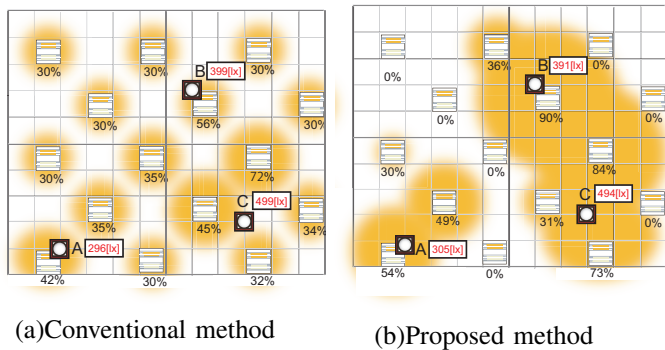 30% 30% 30%
B 399[lx]
30% 56% 30%
30% 35% 72%
C 499[lx]
35% 45% 34%
A 296[lx]
42% 30% 32%
(a)Conventional method
0% 36% 0%
B 391[lx]
0% 90% 0%
30% 0% 84%
C 494[lx]
49% 31% 0%
A 305[lx]
54% 0% 73%
(b)Proposed method